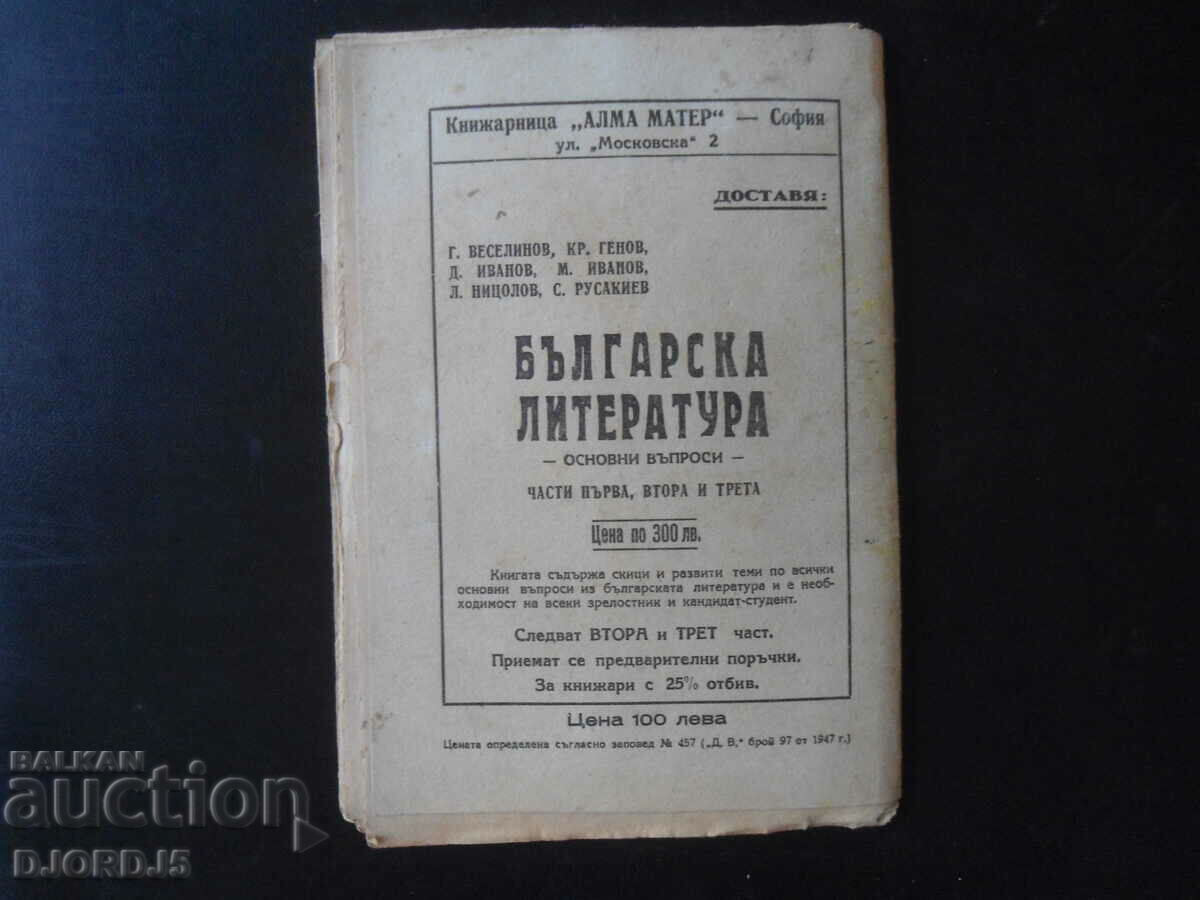 Книжарница „АЛМА МАТЕР“ — София
ул. „Московска“ 2
ДОСТАВЯ:
Г. ВЕСЕЛИНОВ, КР. ГЕНОВ,
Д. ИВАНОВ, М. ИВАНОВ,
Л. НИЦОЛОВ, С. РУСАКИЕВ
БЪЛГАРСКА
ЛИТЕРАТУРА
— ОСНОВНИ ВЪПРОСИ —
ЧАСТИ ПЪРВА, ВТОРА И ТРЕТА
Цена по 300 лв.
Книгата съдържа скици и развити теми по всички
основни въпроси из българската литература и е необ-
ходимост на всеки зрелостник и кандидат-студент.
Следват ВТОРА и ТРЕТ част.
Приемат се предварителни поръчки.
За книжари с 25% отбив.
Цена 100 лева
Цената определена съгласно заповед № 457 („Д. В.“ брой 97 от 1947 г.)
BALKAN
auction
DJORDJ5